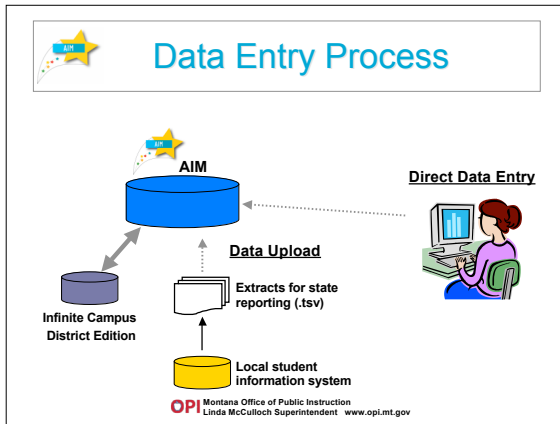 AIM
Data Entry Process
AIM
AIM
Direct Data Entry
Data Upload
Extracts for state
reporting (.tsv)
Infinite Campus
District Edition
Local student
information system
OPI Montana Office of Public Instruction
Linda McCulloch Superintendent www.opi.mt.gov